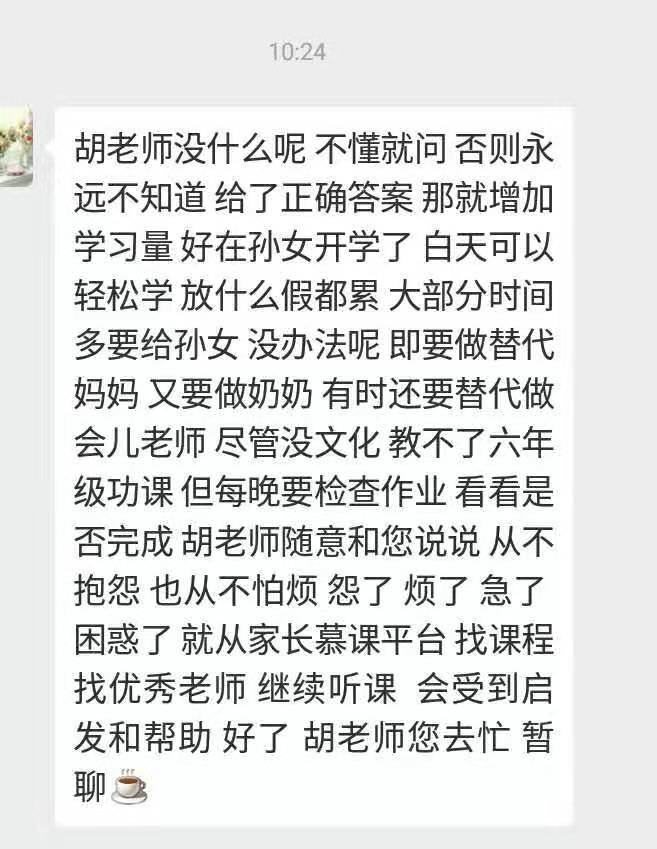 10:24
胡老师没什么呢 不懂就问 否则永
远不知道 给了正确答案 那就增加
学习量 好在孙女开学了 白天可以
轻松学 放什么假都累 大部分时间
多要给孙女 没办法呢 即要做替代
妈妈 又要做奶奶 有时还要替代做
会儿老师 尽管没文化 教不了六年
级功课 但每晚要检查作业 看看是
否完成 胡老师随意和您说说 从不
抱怨 也从不怕烦 怨了 烦了 急了
困惑了 就从家长慕课平台 找课程
找优秀老师 继续听课  会受到启
发和帮助 好了 胡老师您去忙 暂
聊☕